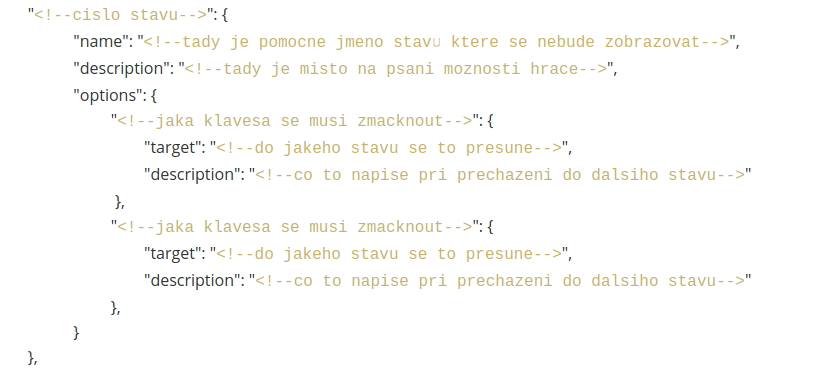 "<!--cislo stavu-->": {
"name": "<!--tady je pomocne jmeno stavu ktere se nebude zobrazovat-->",
"description": "<!--tady je misto na psani moznosti hrace-->",
"options": {
"<!--jaka klavesa se musi zmacknout-->": {
"target": "<!--do jakeho stavu se to presune-->",
"description": "<!--co to napise pri prechazeni do dalsiho stavu-->"
},
"<!--jaka klavesa se musi zmacknout-->": {
"target": "<!--do jakeho stavu se to presune-->",
"description": "<!--co to napise pri prechazeni do dalsiho stavu-->"
},
}
},